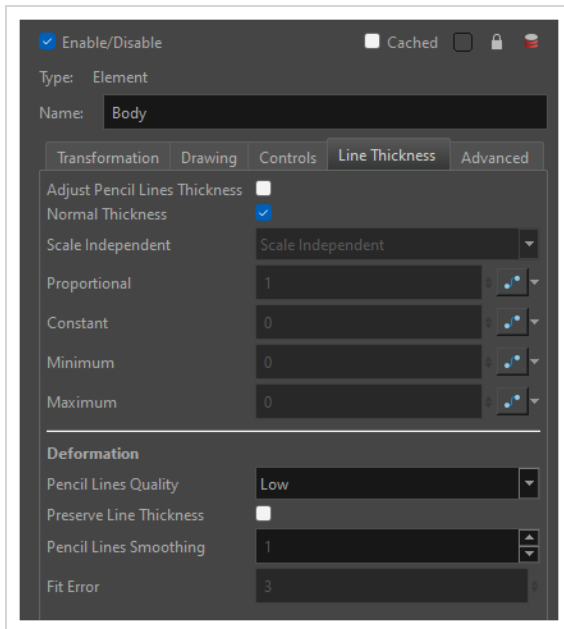 Enable/Disable Cached
Type: Element
Name: Body
Transformation Drawing Controls Line Thickness Advanced
Adjust Pencil Lines Thickness
Normal Thickness
Scale Independent Scale Independent
Proportional 1
Constant 0
Minimum 0
Maximum 0
Deformation
Pencil Lines Quality Low
Preserve Line Thickness
Pencil Lines Smoothing 1
Fit Error 3